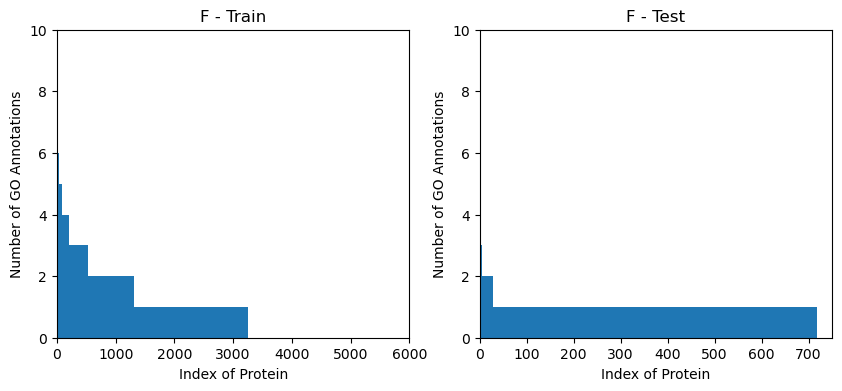 F - Train
Number of GO Annotations
10
8
6
4
2
0
0 1000 2000 3000 4000 5000 6000
Index of Protein
F - Test
Number of GO Annotations
10
8
6
4
2
0
0 100 200 300 400 500 600 700
Index of Protein